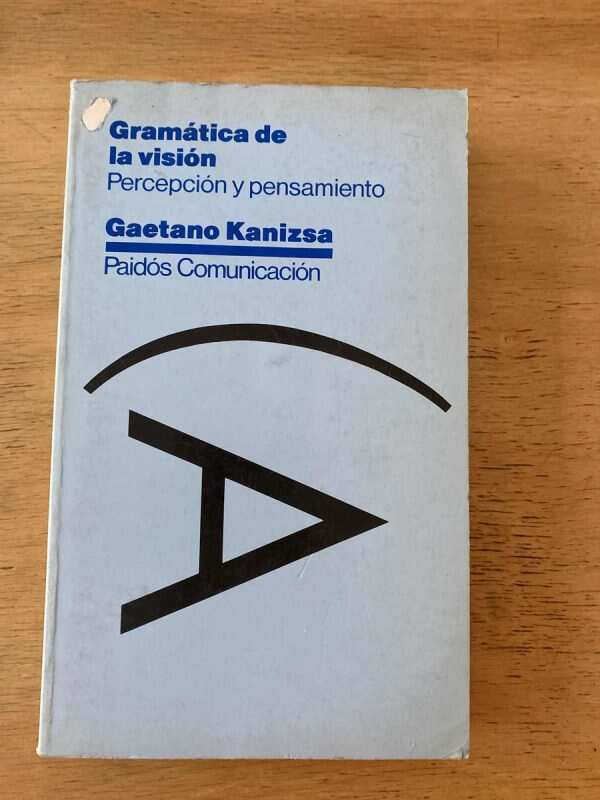 Gramática de
la visión
Percepción y pensamiento
Gaetano Kanizsa
Paidós Comunicación
A